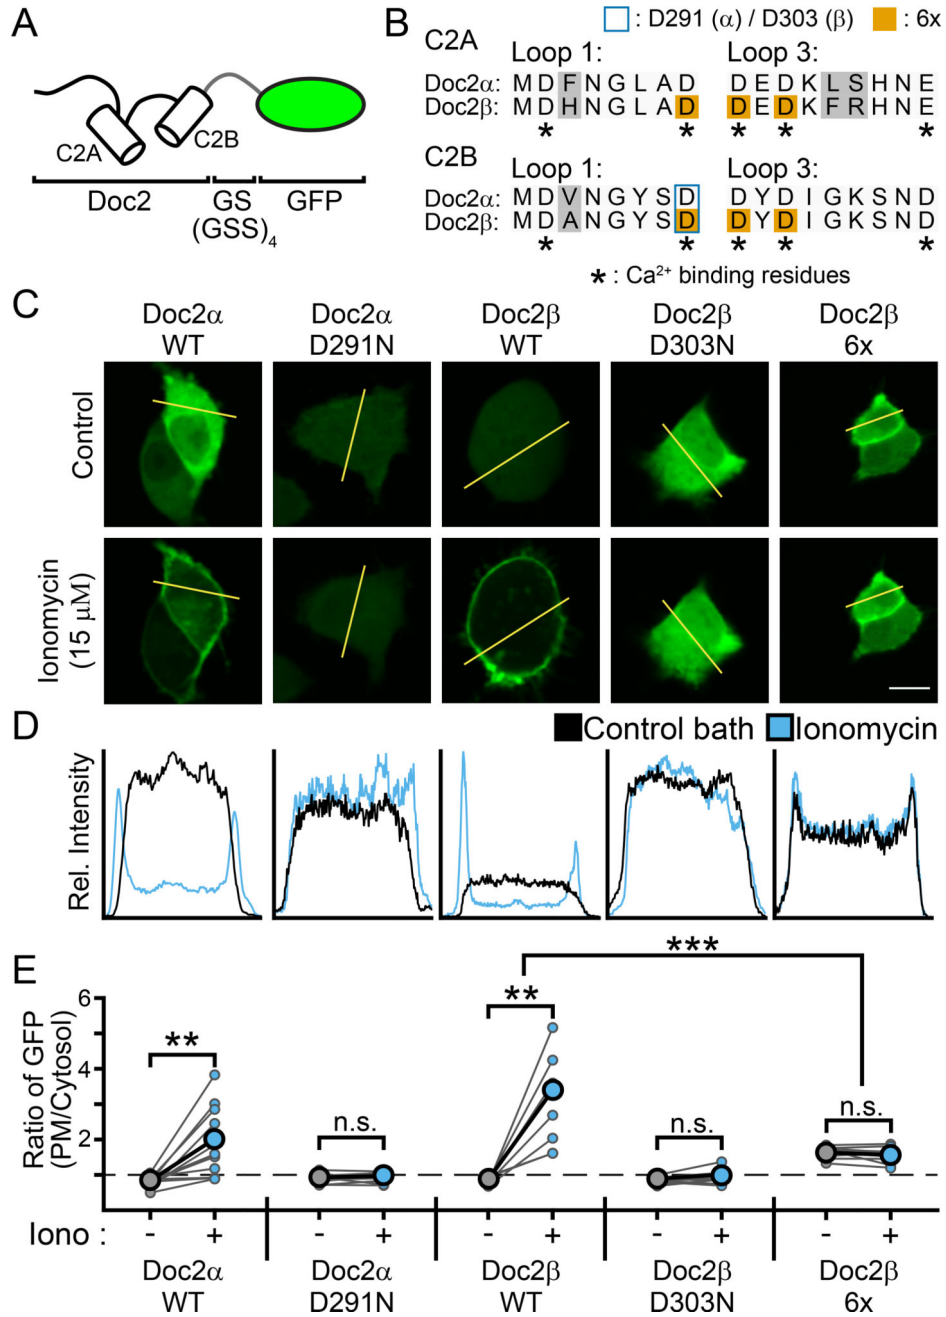 A
C2A
C2B
Doc2
GS
(GSS)4
GFP
B
: D291 (α) / D303 (β)
: 6x
C2A
Loop 1:
Loop 3:
Doc2α: M D F N G L A D D E D K L S H N E
Doc2β: M D H N G L A D D E D K F R H N E
* * * * *
C2B
Loop 1:
Loop 3:
Doc2α: M D V N G Y S D D Y D I G K S N D
Doc2β: M D A N G Y S D D Y D I G K S N D
* * * * *
* : Ca²⁺ binding residues
C
Doc2α
WT
Doc2α
D291N
Doc2β
WT
Doc2β
D303N
Doc2β
6x
Control
Ionomycin
(15 μM)
D
Control bath
Ionomycin
Rel. Intensity
E
Ratio of GFP
(PM/Cytosol)
6
4
2
**
n.s.
**
n.s.
***
n.s.
Iono :
- + - + - + - + - +
Doc2α
WT
Doc2α
D291N
Doc2β
WT
Doc2β
D303N
Doc2β
6x